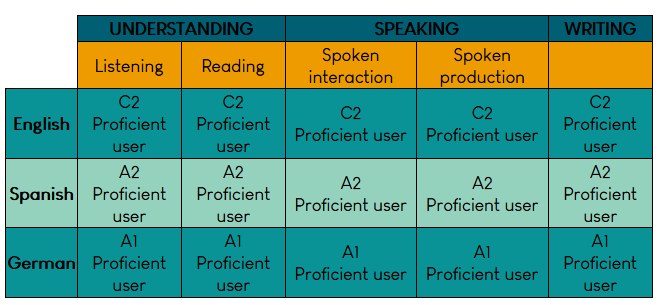 UNDERSTANDING SPEAKING WRITING
Listening Reading Spoken interaction Spoken production
English C2 Proficient user C2 Proficient user C2 Proficient user C2 Proficient user C2 Proficient user
Spanish A2 Proficient user A2 Proficient user A2 Proficient user A2 Proficient user A2 Proficient user
German A1 Proficient user A1 Proficient user A1 Proficient user A1 Proficient user A1 Proficient user